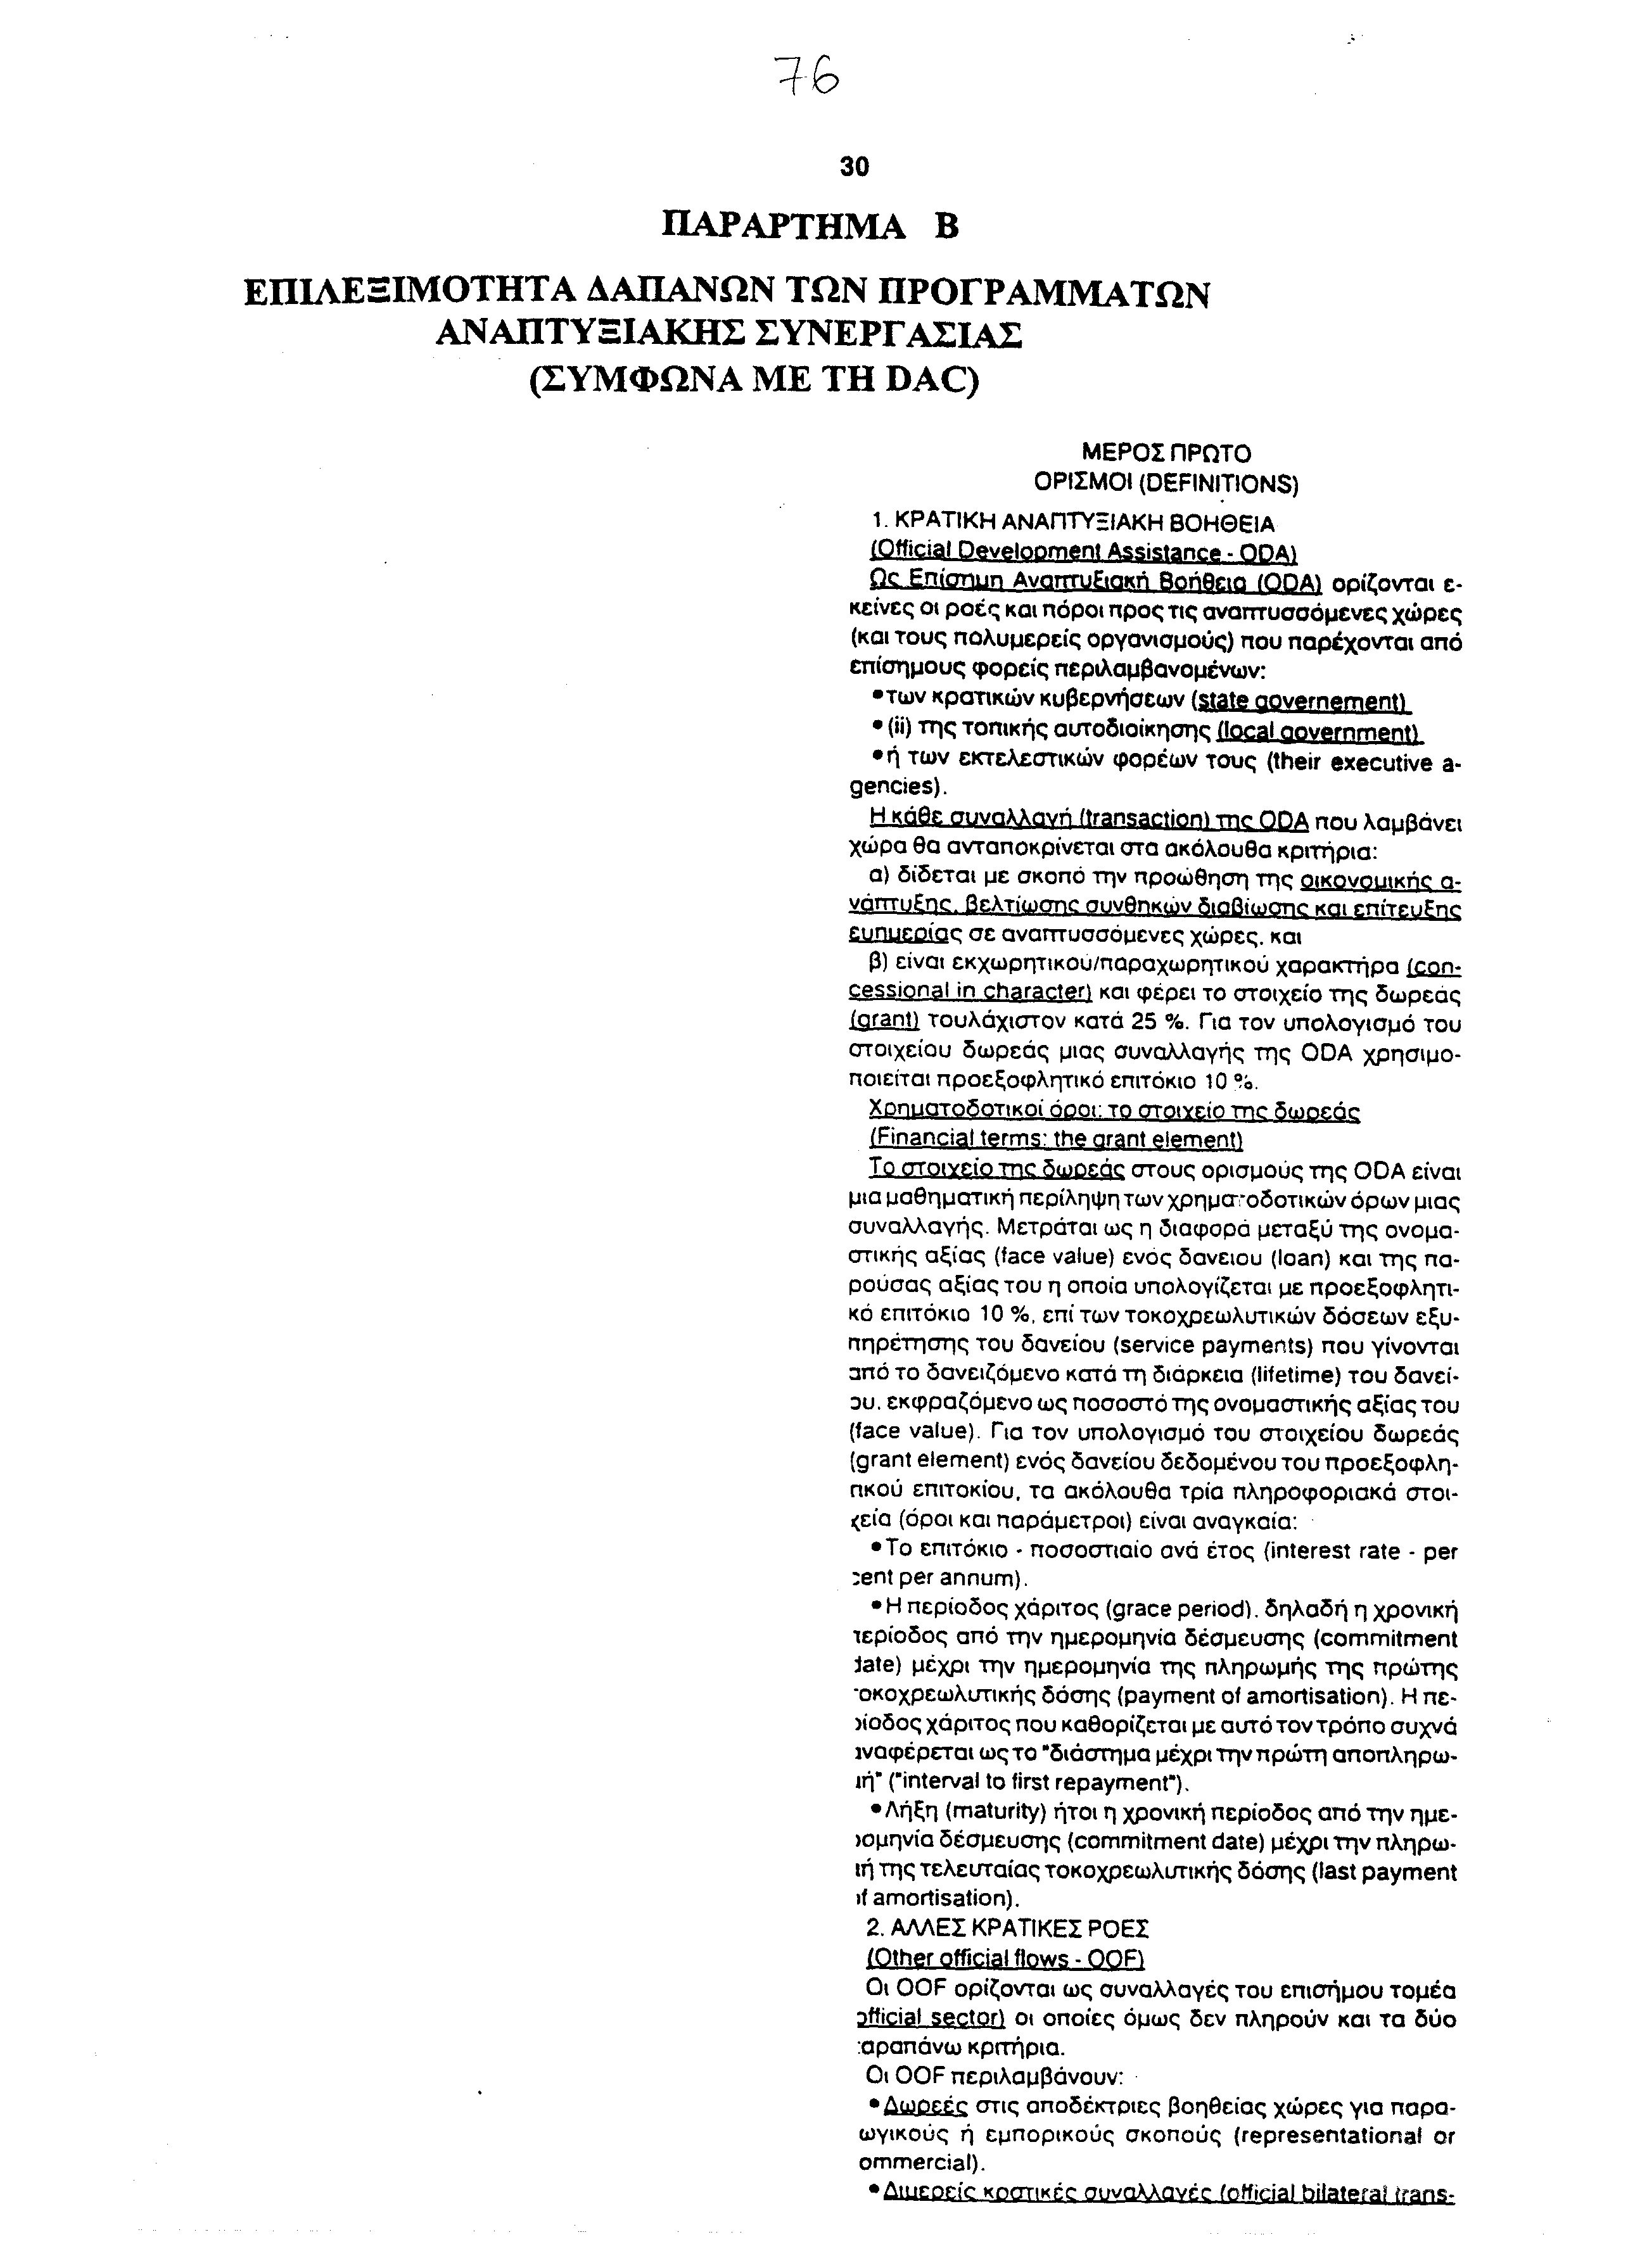 76
30
ΠΑΡΑΡΤΗΜΑ Β
ΕΠΙΛΕΞΙΜΟΤΗΤΑ ΔΑΠΑΝΩΝ ΤΩΝ ΠΡΟΓΡΑΜΜΑΤΩΝ
ΑΝΑΠΤΥΞΙΑΚΗΣ ΣΥΝΕΡΓΑΣΙΑΣ
(ΣΥΜΦΩΝΑ ΜΕ ΤΗ DAC)
ΜΕΡΟΣ ΠΡΩΤΟ
ΟΡΙΣΜΟΙ (DEFINITIONS)
1. ΚΡΑΤΙΚΗ ΑΝΑΠΤΥΞΙΑΚΗ ΒΟΗΘΕΙΑ
(Official Development Assistance - ODA)
Ως Επίσημη Αναπτυξιακή Βοήθεια (ODA) ορίζονται ε-
κείνες οι ροές και πόροι προς τις αναπτυσσόμενες χώρες
(και τους πολυμερείς οργανισμούς) που παρέχονται από
επίσημους φορείς περιλαμβανομένων:
•των κρατικών κυβερνήσεων (state governement)
• (ii) της τοπικής αυτοδιοίκησης (local government)
•ή των εκτελεστικών φορέων τους (their executive a-
gencies).
Η κάθε συναλλαγή (transaction) της ODA που λαμβάνει
χώρα θα ανταποκρίνεται στα ακόλουθα κριτήρια:
α) δίδεται με σκοπό την προώθηση της οικονομικής α-
νάπτυξης, βελτίωσης συνθηκών διαβίωσης και επίτευξης
ευημερίας σε αναπτυσσόμενες χώρες. και
β) είναι εκχωρητικού/παραχωρητικού χαρακτήρα (con-
cessional in character) και φέρει το στοιχείο της δωρεάς
(grant) τουλάχιστον κατά 25 %. Για τον υπολογισμό του
στοιχείου δωρεάς μιας συναλλαγής της ODA χρησιμο-
ποιείται προεξοφλητικό επιτόκιο 10 %.
Χρηματοδοτικοί όροι: το στοιχείο της δωρεάς
(Financial terms: the grant element)
Το στοιχείο της δωρεάς στους ορισμούς της ODA είναι
μια μαθηματική περίληψη των χρηματοδοτικών όρων μιας
συναλλαγής. Μετράται ως η διαφορά μεταξύ της ονομα-
στικής αξίας (face value) ενός δανειου (loan) και της πα-
ρούσας αξίας του η οποία υπολογίζεται με προεξοφλητι-
κό επιτόκιο 10 %, επί των τοκοχρεωλυτικών δόσεων εξυ-
πηρέτησης του δανείου (service payments) που γίνονται
από το δανειζόμενο κατά τη διάρκεια (lifetime) του δανεί-
ου. εκφραζόμενο ως ποσοστό της ονομαστικής αξίας του
(face value). Για τον υπολογισμό του στοιχείου δωρεάς
(grant element) ενός δανείου δεδομένου του προεξοφλη-
τικού επιτοκίου, τα ακόλουθα τρία πληροφοριακά στοι-
χεία (όροι και παράμετροι) είναι αναγκαία:
•Το επιτόκιο - ποσοστιαίο ανά έτος (interest rate - per
cent per annum).
•Η περίοδος χάριτος (grace period). δηλαδή η χρονική
περίοδος από την ημερομηνία δέσμευσης (commitment
date) μέχρι την ημερομηνία της πληρωμής της πρώτης
τοκοχρεωλυτικής δόσης (payment of amortisation). Η πε-
ρίοδος χάριτος που καθορίζεται με αυτό τον τρόπο συχνά
αναφέρεται ως το "διάστημα μέχρι την πρώτη αποπληρω-
μή" ("interval to first repayment").
•Λήξη (maturity) ήτοι η χρονική περίοδος από την ημε-
ρομηνία δέσμευσης (commitment date) μέχρι την πληρω-
μή της τελευταίας τοκοχρεωλυτικής δόσης (last payment
of amortisation).
2. ΑΛΛΕΣ ΚΡΑΤΙΚΕΣ ΡΟΕΣ
(Other official flows - OOF)
Οι OOF ορίζονται ως συναλλαγές του επισήμου τομέα
official sector) οι οποίες όμως δεν πληρούν και τα δύο
παραπάνω κριτήρια.
Οι OOF περιλαμβάνουν:
•Δωρεές στις αποδέκτριες βοηθείας χώρες για παρα-
ωγικούς ή εμπορικούς σκοπούς (representational or
ommercial).
•Διμερείς κρατικές συναλλαγές (official bilateral trans-